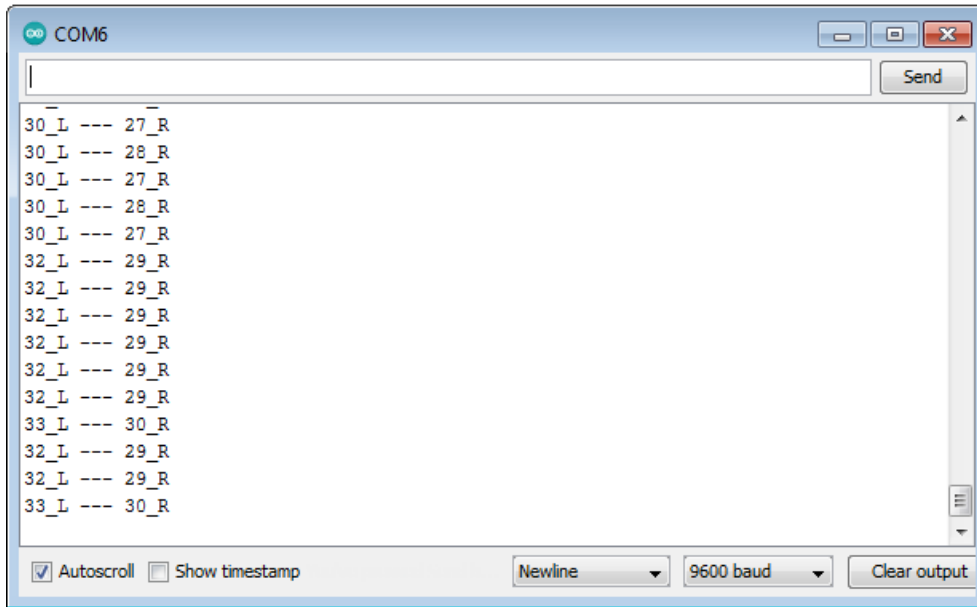 COM6
Send
30_L --- 27_R
30_L --- 28_R
30_L --- 27_R
30_L --- 28_R
30_L --- 27_R
32_L --- 29_R
32_L --- 29_R
32_L --- 29_R
32_L --- 29_R
32_L --- 29_R
32_L --- 29_R
33_L --- 30_R
32_L --- 29_R
32_L --- 29_R
33_L --- 30_R
Autoscroll Show timestamp Newline 9600 baud Clear output